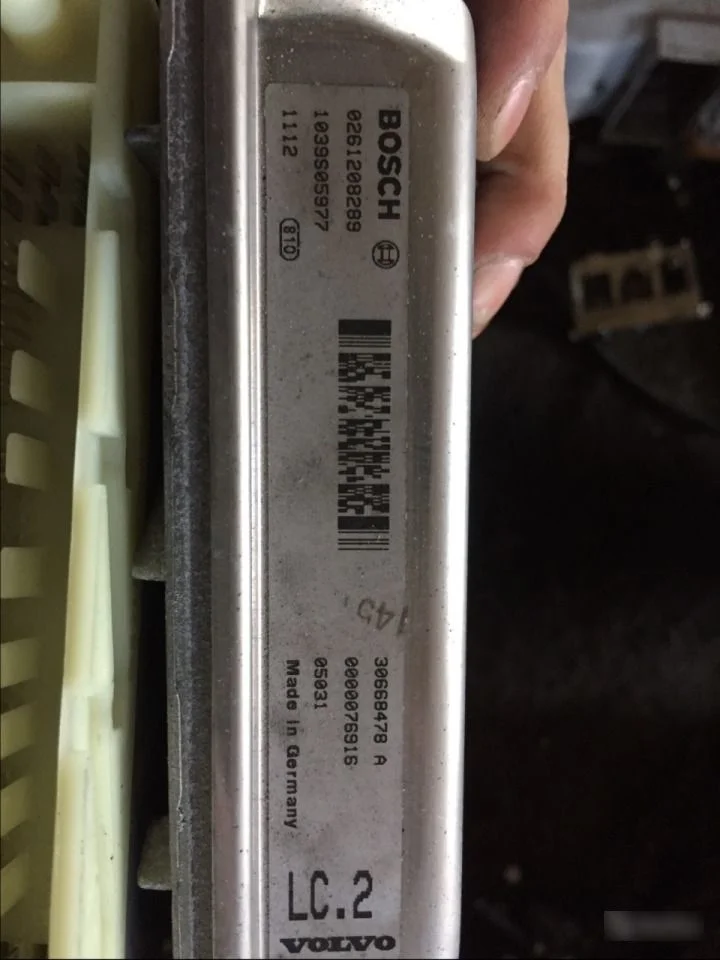 BOSCH
0261208289
1039S05977
1112
810
145.
30668478 A
0000076916
05031
Made in Germany
LC.2
VOLVO